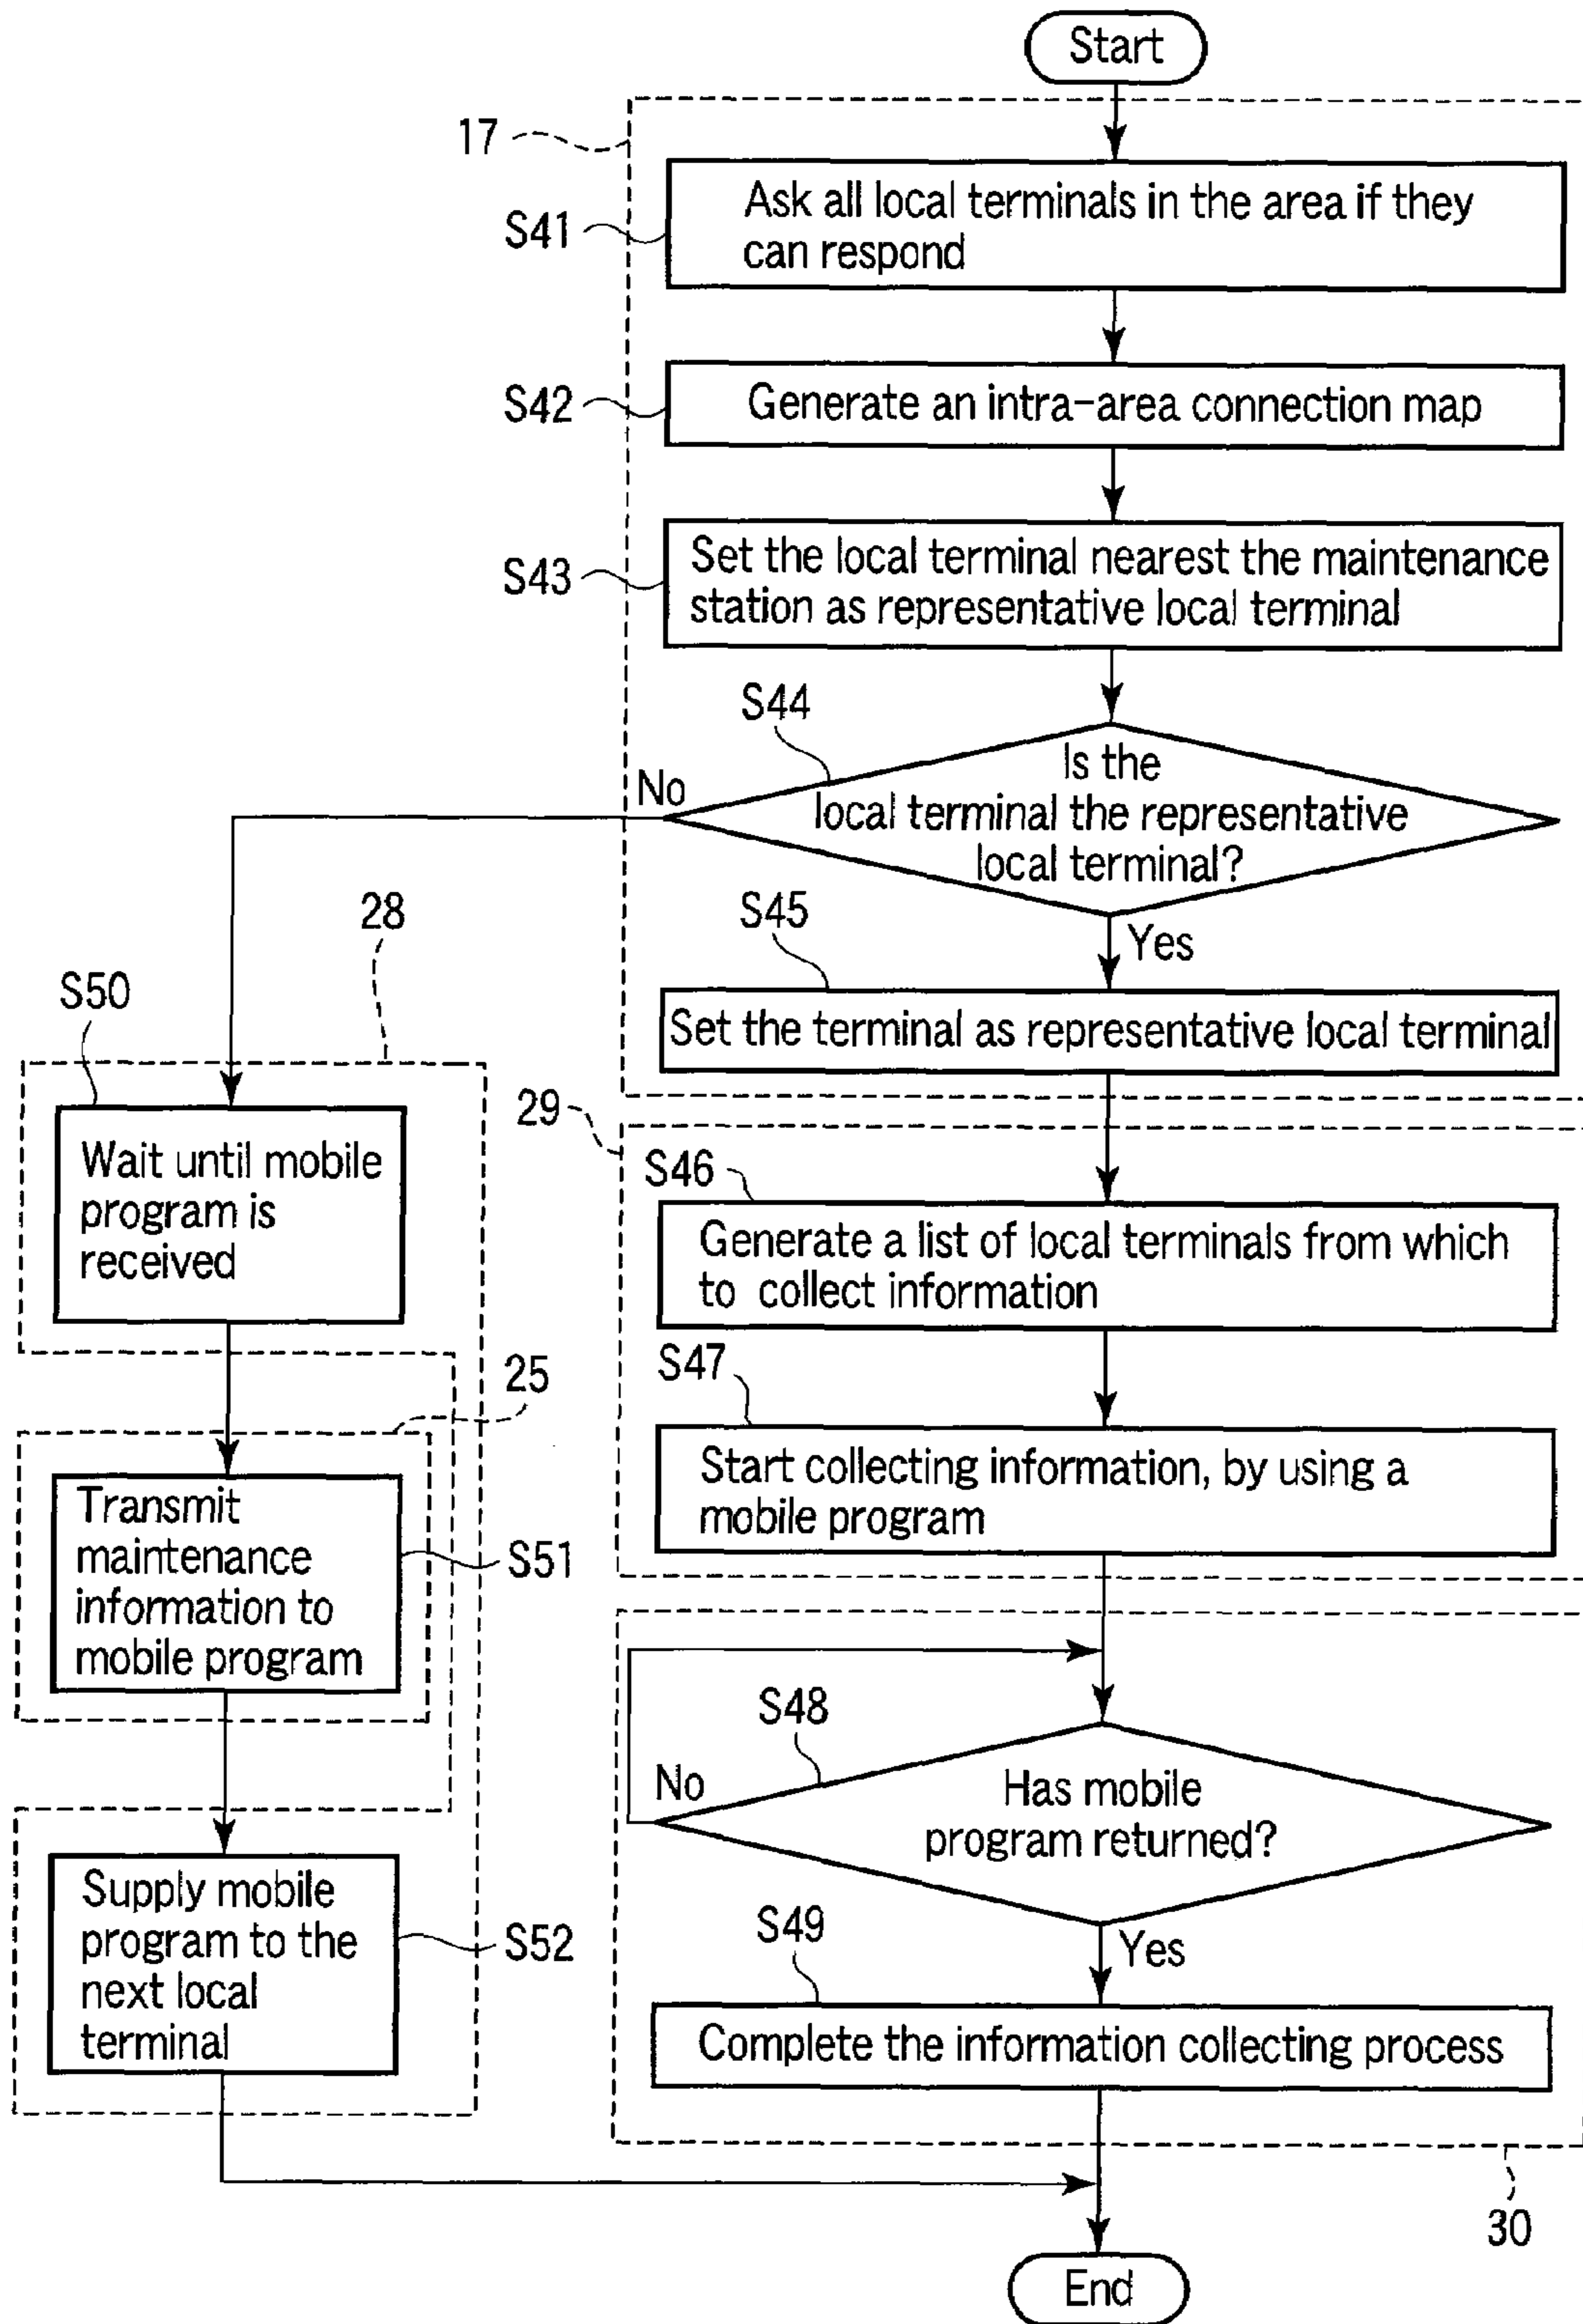 Start
17
S41
Ask all local terminals in the area if they
can respond
S42
Generate an intra-area connection map
S43
Set the local terminal nearest the maintenance
station as representative local terminal
S44
Is the
local terminal the representative
local terminal?
No
Yes
S45
Set the terminal as representative local terminal
28
S50
Wait until mobile
program is
received
25
Transmit
maintenance
information to
mobile program
S51
Supply mobile
program to the
next local
terminal
S52
29
S46
Generate a list of local terminals from which
to collect information
S47
Start collecting information, by using a
mobile program
S48
No
Has mobile
program returned?
Yes
S49
Complete the information collecting process
30
End